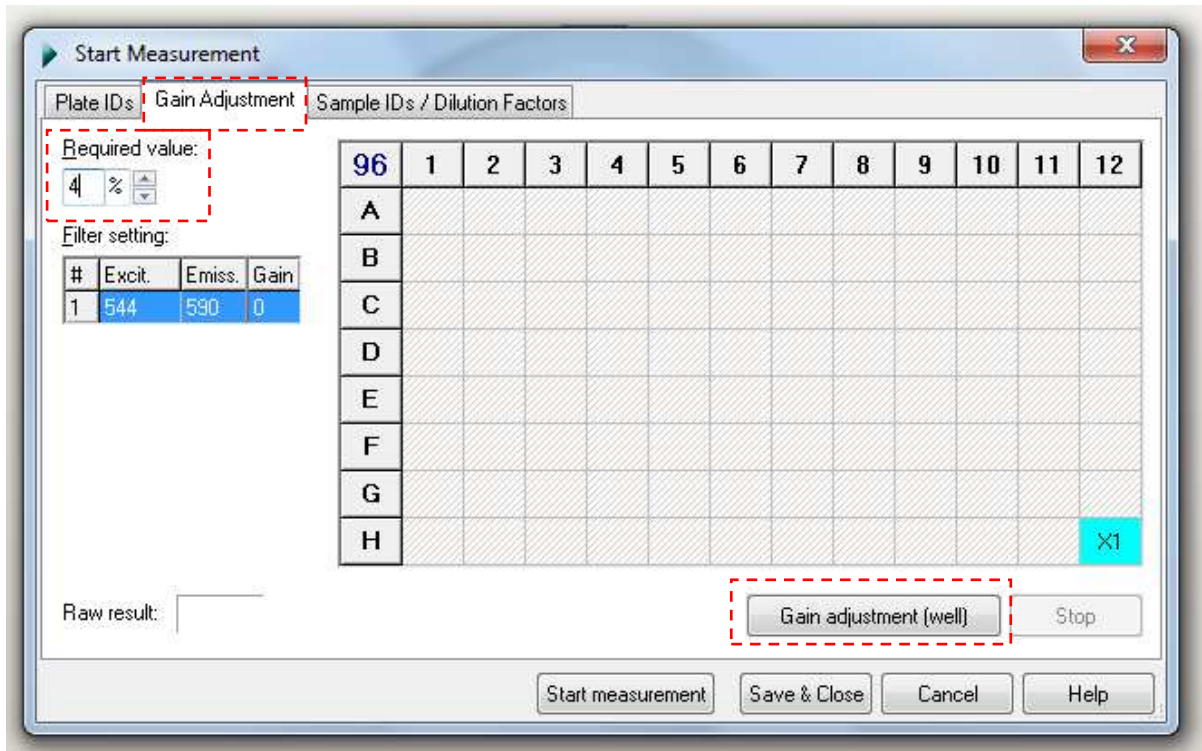 Start Measurement
Plate IDs Gain Adjustment Sample IDs / Dilution Factors
Required value:
4 %
Filter setting:
# Excit. Emiss. Gain
1 544 590 0
96 1 2 3 4 5 6 7 8 9 10 11 12
A
B
C
D
E
F
G
H X1
Raw result:
Gain adjustment (well) Stop
Start measurement Save & Close Cancel Help